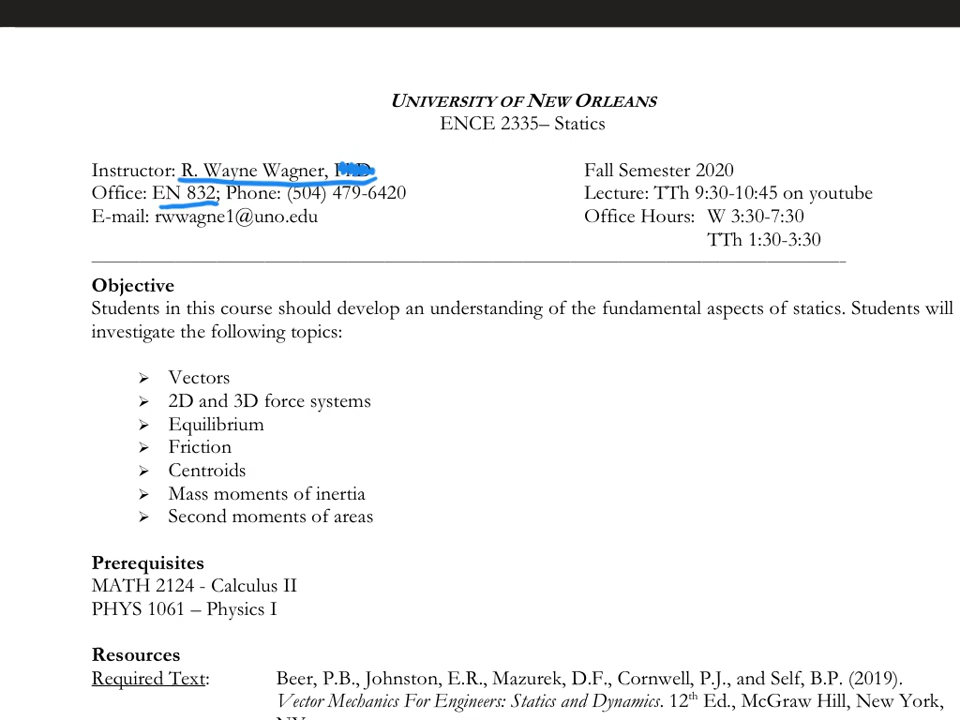 UNIVERSITY OF NEW ORLEANS
ENCE 2335– Statics
Instructor: R. Wayne Wagner,
Fall Semester 2020
Office: EN 832; Phone: (504) 479-6420
Lecture: TTh 9:30-10:45 on youtube
E-mail: rwwagne1@uno.edu
Office Hours: W 3:30-7:30
TTh 1:30-3:30
Objective
Students in this course should develop an understanding of the fundamental aspects of statics. Students will
investigate the following topics:
➢ Vectors
➢ 2D and 3D force systems
➢ Equilibrium
➢ Friction
➢ Centroids
➢ Mass moments of inertia
➢ Second moments of areas
Prerequisites
MATH 2124 - Calculus II
PHYS 1061 – Physics I
Resources
Required Text: Beer, P.B., Johnston, E.R., Mazurek, D.F., Cornwell, P.J., and Self, B.P. (2019).
Vector Mechanics For Engineers: Statics and Dynamics. 12th Ed., McGraw Hill, New York,